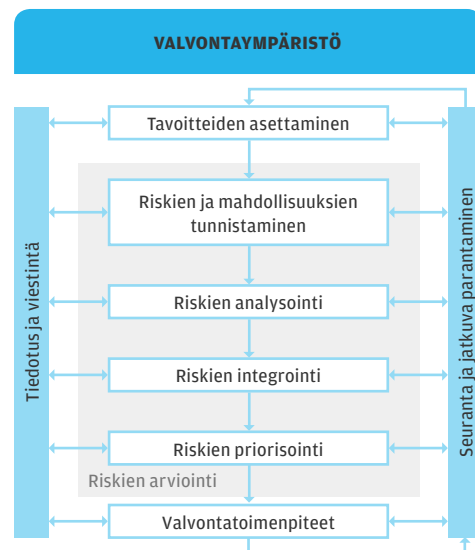 VALVONTAYMPÄRISTÖ
Tavoitteiden asettaminen
Riskien ja mahdollisuuksien
tunnistaminen
Riskien analysointi
Riskien integrointi
Riskien priorisointi
Riskien arviointi
Valvontatoimenpiteet
Tiedotus ja viestintä
Seuranta ja jatkuva parantaminen